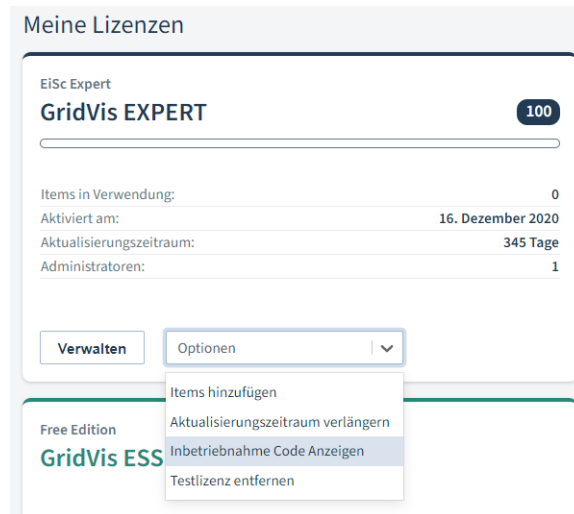 Meine Lizenzen
EiSc Expert
GridVis EXPERT
100
Items in Verwendung: 0
Aktiviert am: 16. Dezember 2020
Aktualisierungszeitraum: 345 Tage
Administratoren: 1
Verwalten
Optionen
Items hinzufügen
Aktualisierungszeitraum verlängern
Inbetriebnahme Code Anzeigen
Testlizenz entfernen
Free Edition
GridVis ESS